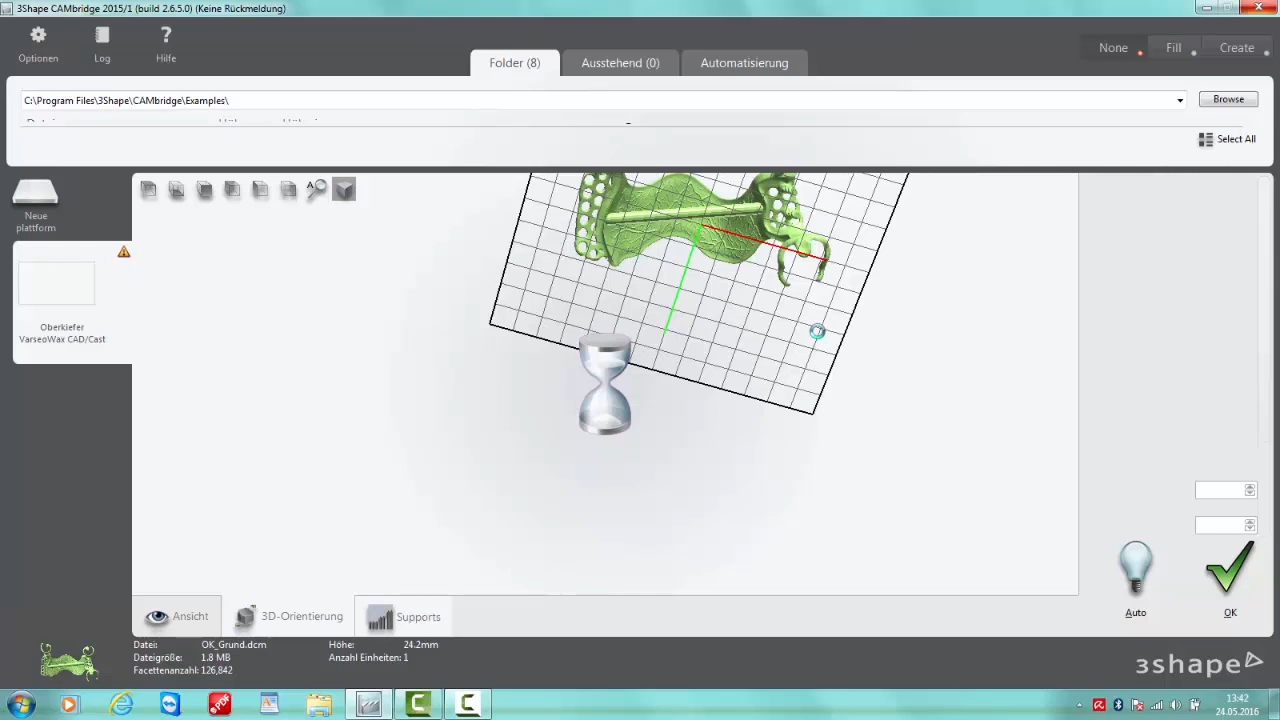 3Shape CAMbridge 2015/1 (build 2.6.5.0) (Keine Rückmeldung)
Optionen
Log
Hilfe
Folder (8)
Ausstehend (0)
Automatisierung
None
Fill
Create
C:\Program Files\3Shape\CAMbridge\Examples\
Browse
Select All
Neue
plattform
Oberkiefer
VarseoWax CAD/Cast
Auto
OK
Ansicht
3D-Orientierung
Supports
Datei: OK_Grund.dcm Höhe: 24.2mm
Dateigröße: 1.8 MB Anzahl Einheiten: 1
Facettenanzahl: 126,842
3shape
PDF
13:42
24.05.2016